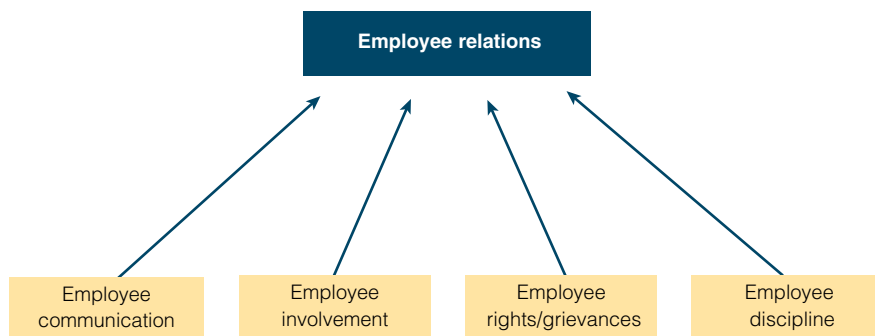 Employee relations
Employee
communication
Employee
involvement
Employee
rights/grievances
Employee
discipline